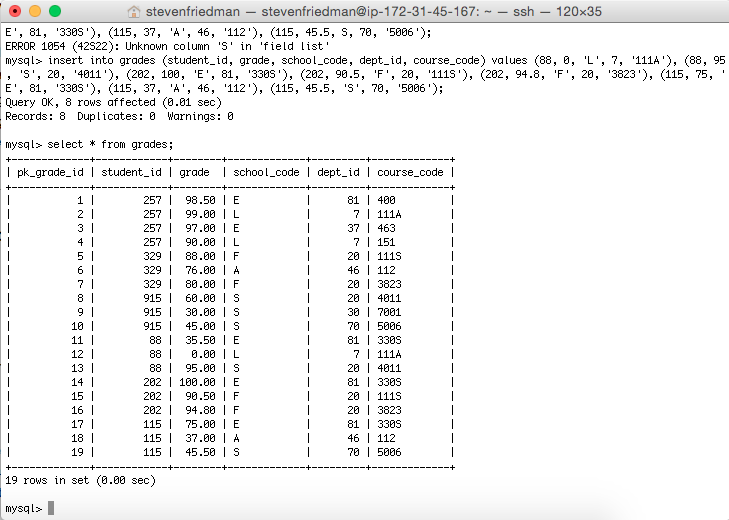 stevenfriedman — stevenfriedman@ip-172-31-45-167: ~ — ssh — 120×35
E', 81, '330S'), (115, 37, 'A', 46, '112'), (115, 45.5, S, 70, '5006');
ERROR 1054 (42S22): Unknown column 'S' in 'field list'
mysql> insert into grades (student_id, grade, school_code, dept_id, course_code) values (88, 0, 'L', 7, '111A'), (88, 95
, 'S', 20, '4011'), (202, 100, 'E', 81, '330S'), (202, 90.5, 'F', 20, '111S'), (202, 94.8, 'F', 20, '3823'), (115, 75, '
E', 81, '330S'), (115, 37, 'A', 46, '112'), (115, 45.5, 'S', 70, '5006');
Query OK, 8 rows affected (0.01 sec)
Records: 8  Duplicates: 0  Warnings: 0
mysql> select * from grades;
+-------------+------------+--------+-------------+---------+-------------+
| pk_grade_id | student_id | grade  | school_code | dept_id | course_code |
+-------------+------------+--------+-------------+---------+-------------+
|           1 |        257 |  98.50 | E           |      81 | 400         |
|           2 |        257 |  99.00 | L           |       7 | 111A        |
|           3 |        257 |  97.00 | E           |      37 | 463         |
|           4 |        257 |  90.00 | L           |       7 | 151         |
|           5 |        329 |  88.00 | F           |      20 | 111S        |
|           6 |        329 |  76.00 | A           |      46 | 112         |
|           7 |        329 |  80.00 | F           |      20 | 3823        |
|           8 |        915 |  60.00 | S           |      20 | 4011        |
|           9 |        915 |  30.00 | S           |      30 | 7001        |
|          10 |        915 |  45.00 | S           |      70 | 5006        |
|          11 |         88 |  35.50 | E           |      81 | 330S        |
|          12 |         88 |   0.00 | L           |       7 | 111A        |
|          13 |         88 |  95.00 | S           |      20 | 4011        |
|          14 |        202 | 100.00 | E           |      81 | 330S        |
|          15 |        202 |  90.50 | F           |      20 | 111S        |
|          16 |        202 |  94.80 | F           |      20 | 3823        |
|          17 |        115 |  75.00 | E           |      81 | 330S        |
|          18 |        115 |  37.00 | A           |      46 | 112         |
|          19 |        115 |  45.50 | S           |      70 | 5006        |
+-------------+------------+--------+-------------+---------+-------------+
19 rows in set (0.00 sec)
mysql>